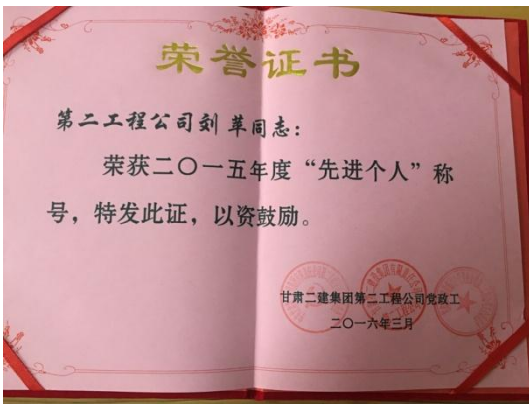 荣誉证书
第二工程公司刘苹同志：
荣获二〇一五年度“先进个人”称
号，特发此证，以资鼓励。
甘肃二建集团第二工程公司党政工
二〇一六年三月